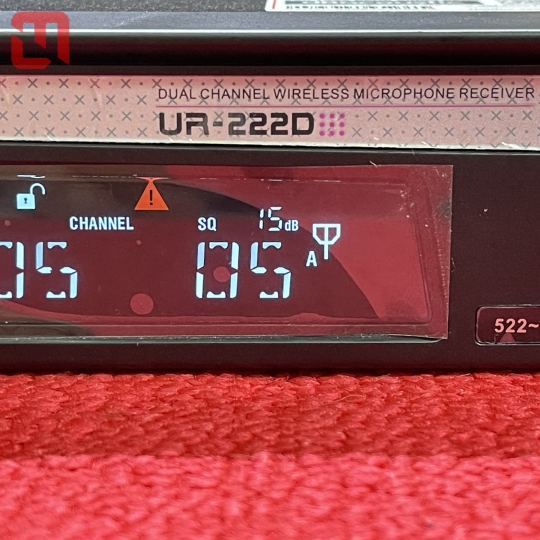 DUAL CHANNEL WIRELESS MICROPHONE RECEIVER
UR-222D
CHANNEL SQ 15dB
05 05 A
522~